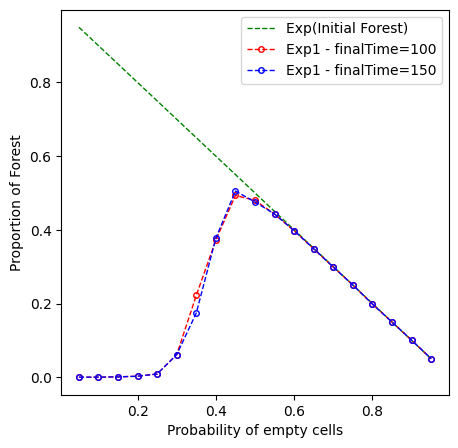 Exp(Initial Forest)
Exp1 - finalTime=100
Exp1 - finalTime=150
Proportion of Forest
0.8
0.6
0.4
0.2
0.0
0.2 0.4 0.6 0.8
Probability of empty cells